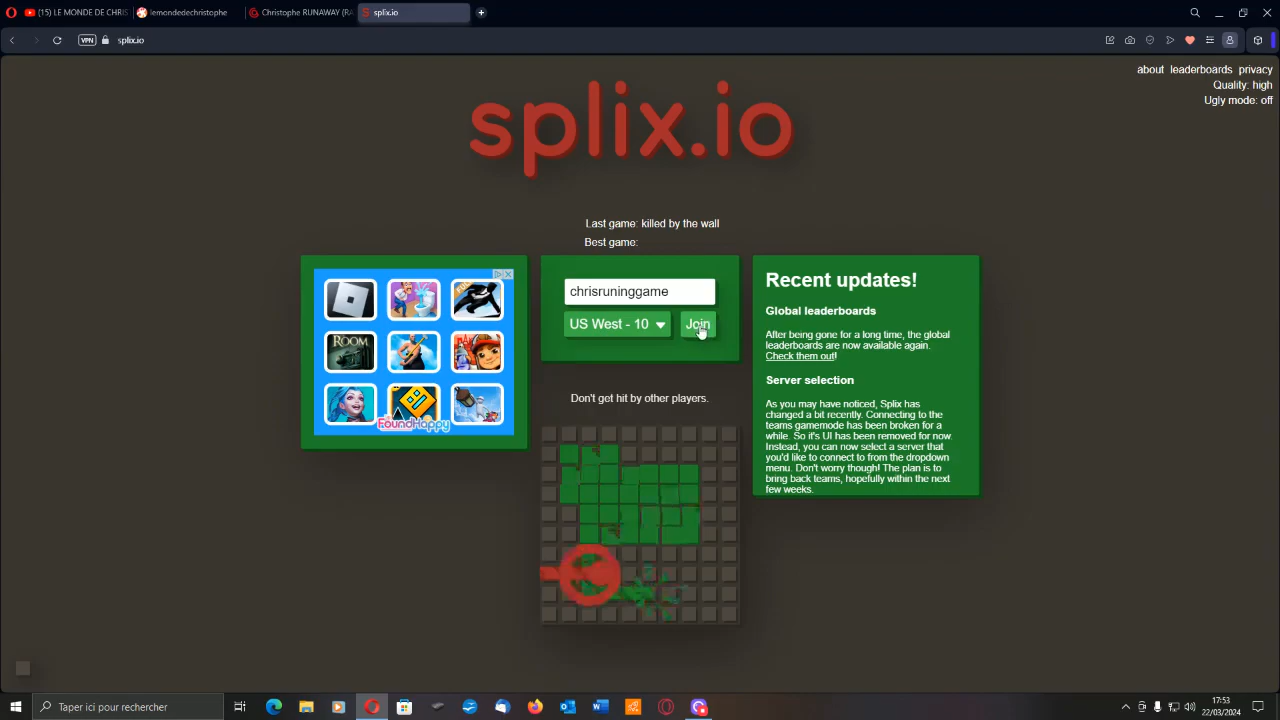 (15) LE MONDE DE CHRIS
lemondedechristophe
Christophe RUNAWAY (RA
splix.io
VPN
splix.io
about leaderboards privacy
Quality: high
Ugly mode: off
splix.io
Last game: killed by the wall
Best game:
chrisruninggame
US West - 10
Join
ROOM
FoundHappy
Don't get hit by other players.
Recent updates!
Global leaderboards
After being gone for a long time, the global
leaderboards are now available again.
Check them out!
Server selection
As you may have noticed, Splix has
changed a bit recently. Connecting to the
teams gamemode has been broken for a
while. So it's UI has been removed for now.
Instead, you can now select a server that
you'd like to connect to from the dropdown
menu. Don't worry though! The plan is to
bring back teams, hopefully within the next
few weeks.
Taper ici pour rechercher
17:53
22/03/2024